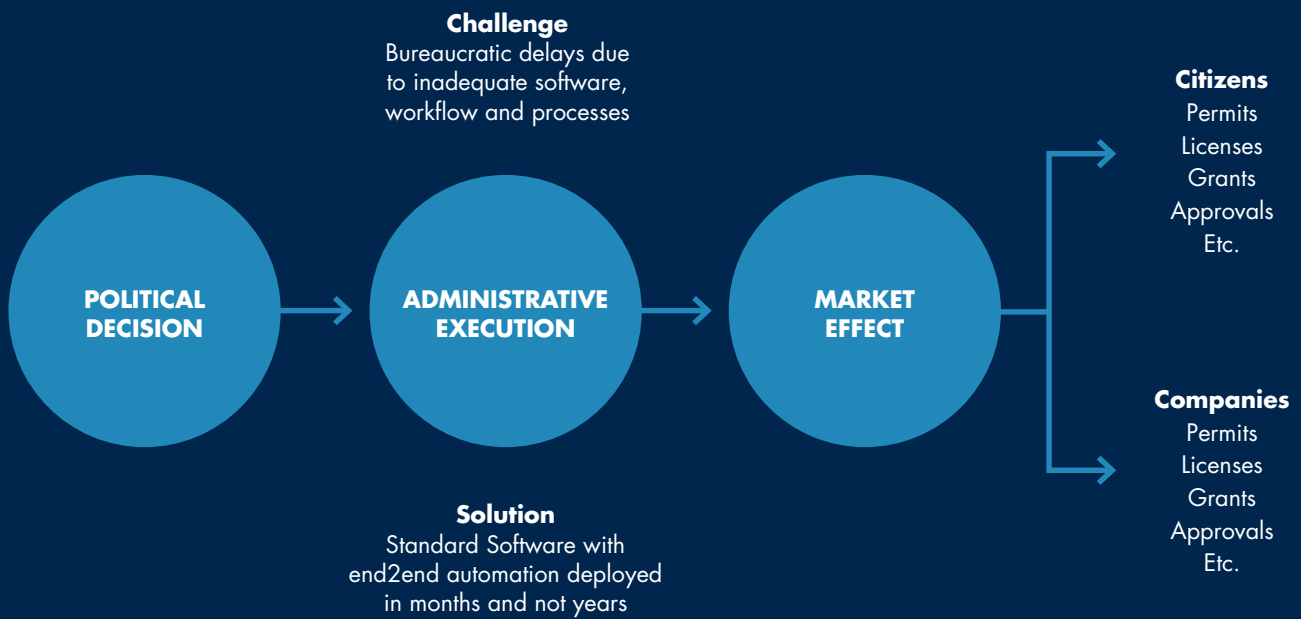 Challenge
Bureaucratic delays due
to inadequate software,
workflow and processes
POLITICAL
DECISION
ADMINISTRATIVE
EXECUTION
MARKET
EFFECT
Solution
Standard Software with
end2end automation deployed
in months and not years
Citizens
Permits
Licenses
Grants
Approvals
Etc.
Companies
Permits
Licenses
Grants
Approvals
Etc.